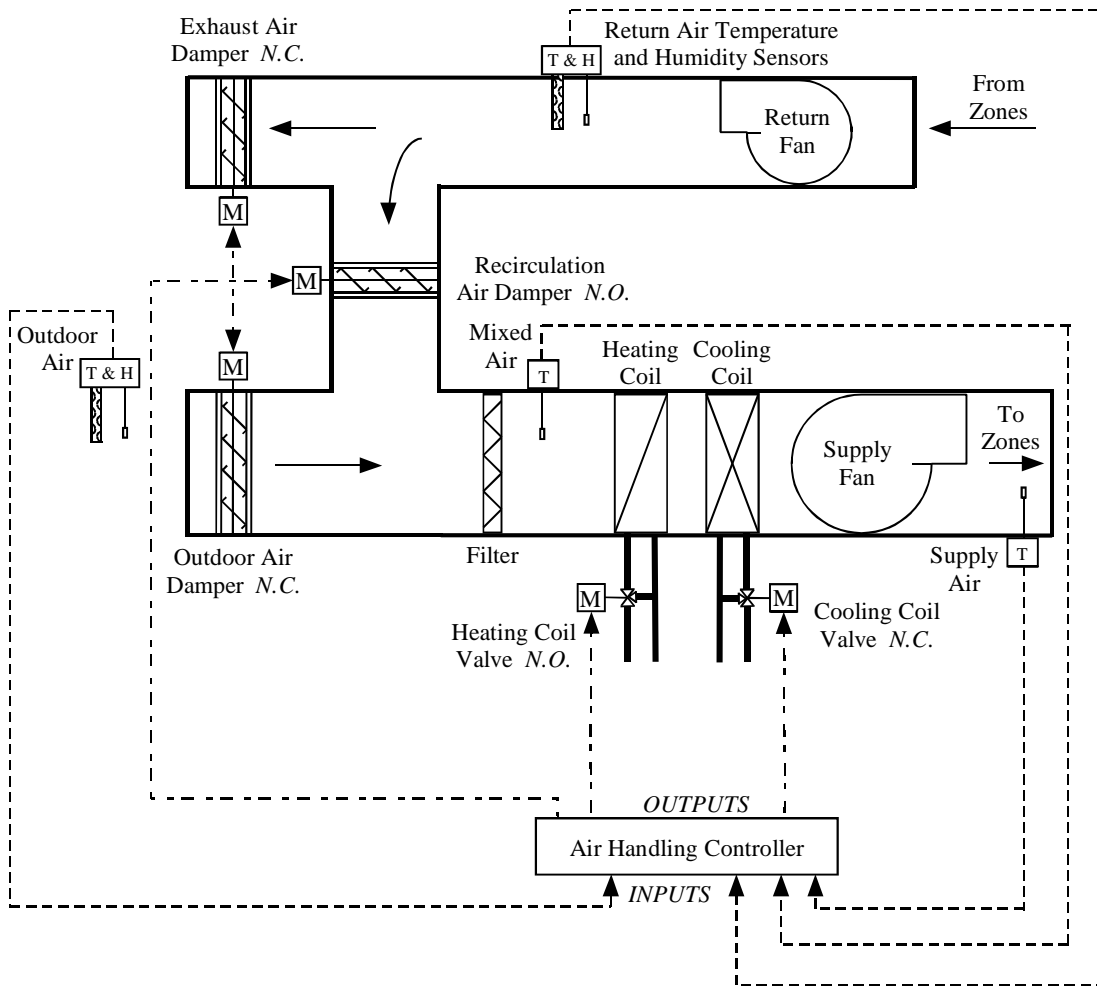 Exhaust Air
Damper N.C.
T & H
Return Air Temperature
and Humidity Sensors
Return
Fan
From
Zones
M
M
Recirculation
Air Damper N.O.
Outdoor
Air
T & H
M
Mixed
Air
T
Heating
Coil
Cooling
Coil
Supply
Fan
To
Zones
Outdoor Air
Damper N.C.
Filter
Supply
Air
T
M
Heating Coil
Valve N.O.
M
Cooling Coil
Valve N.C.
OUTPUTS
Air Handling Controller
INPUTS